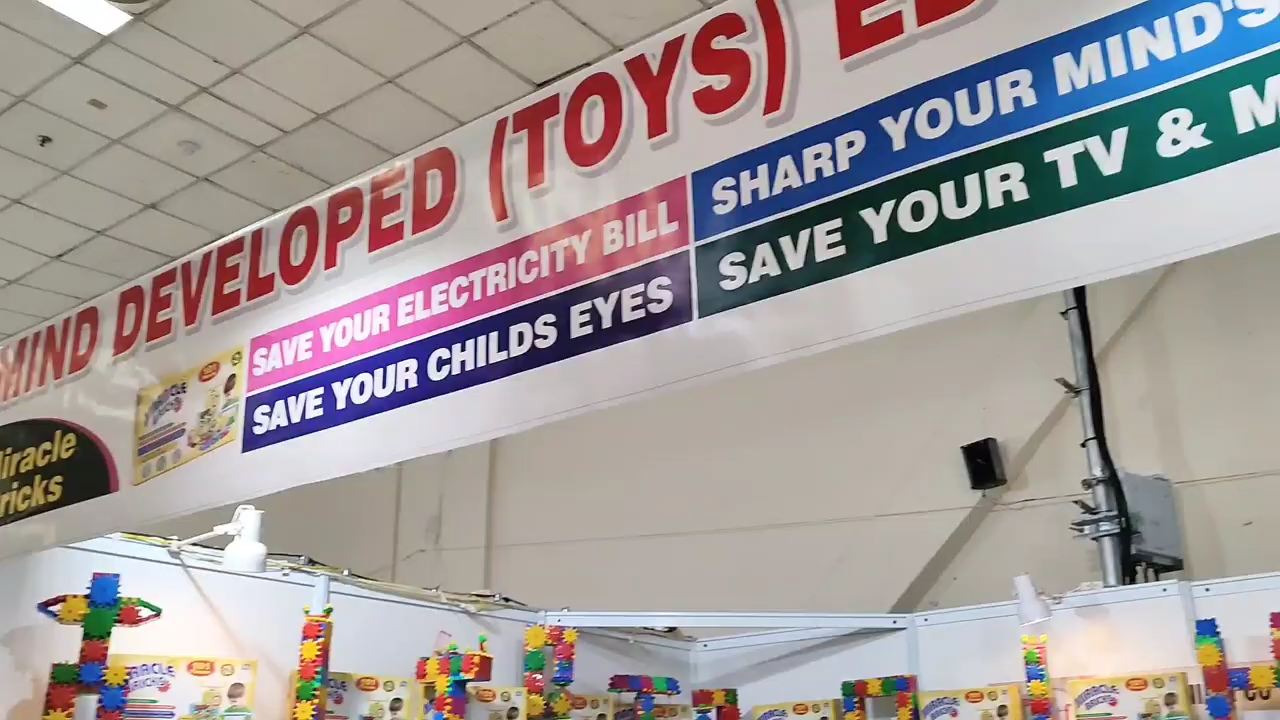 MIND DEVELOPED (TOYS)
SAVE YOUR ELECTRICITY BILL
SHARP YOUR MIND'S
SAVE YOUR CHILDS EYES
SAVE YOUR TV &
MIRACLE
BRICKS